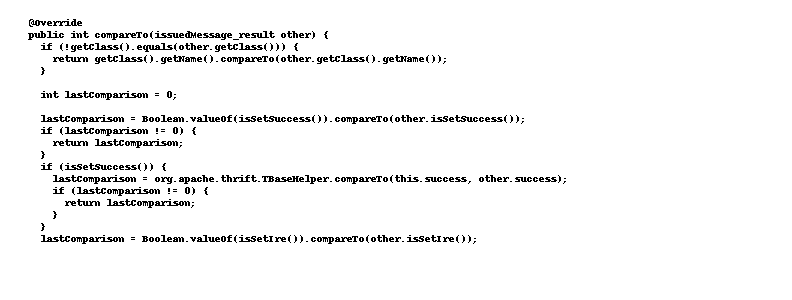 @Override
public int compareTo(issuedMessage_result other) {
if (!getClass().equals(other.getClass())) {
return getClass().getName().compareTo(other.getClass().getName());
}
int lastComparison = 0;
lastComparison = Boolean.valueOf(isSetSuccess()).compareTo(other.isSetSuccess());
if (lastComparison != 0) {
return lastComparison;
}
if (isSetSuccess()) {
lastComparison = org.apache.thrift.TBaseHelper.compareTo(this.success, other.success);
if (lastComparison != 0) {
return lastComparison;
}
}
lastComparison = Boolean.valueOf(isSetIre()).compareTo(other.isSetIre());